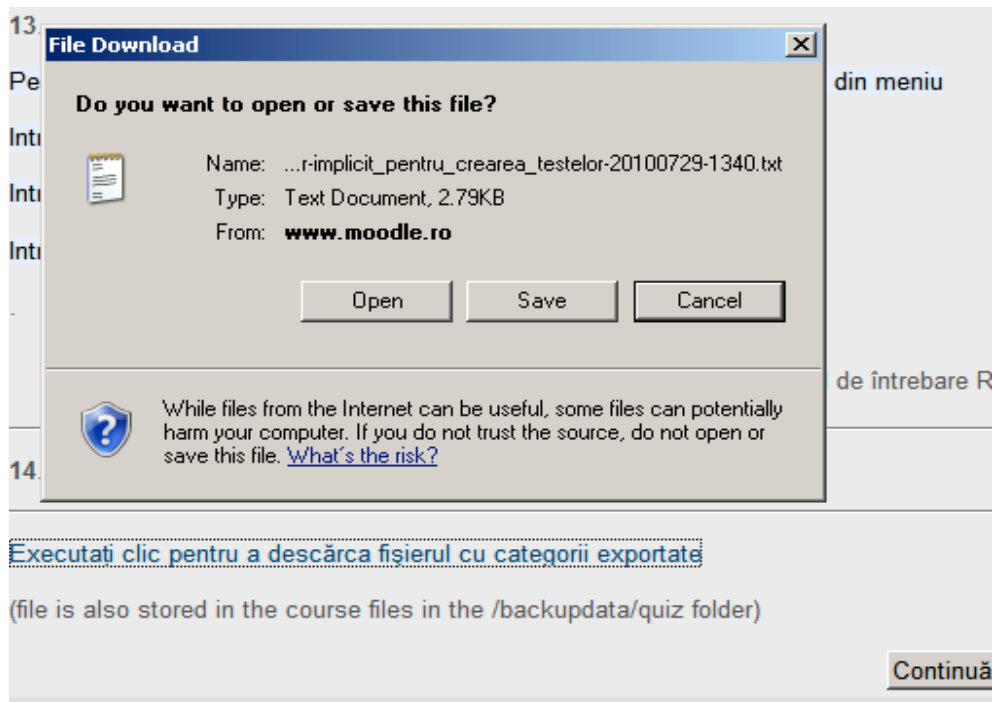 13.
File Download
Pe
Do you want to open or save this file?
din meniu
Name: ...r-implicit_pentru_crearea_testelor-20100729-1340.txt
Type: Text Document, 2.79KB
From: www.moodle.ro
Open Save Cancel
de întrebare R
While files from the Internet can be useful, some files can potentially
harm your computer. If you do not trust the source, do not open or
save this file. What's the risk?
14.
Executați clic pentru a descărca fişierul cu categorii exportate
(file is also stored in the course files in the /backupdata/quiz folder)
Continuă